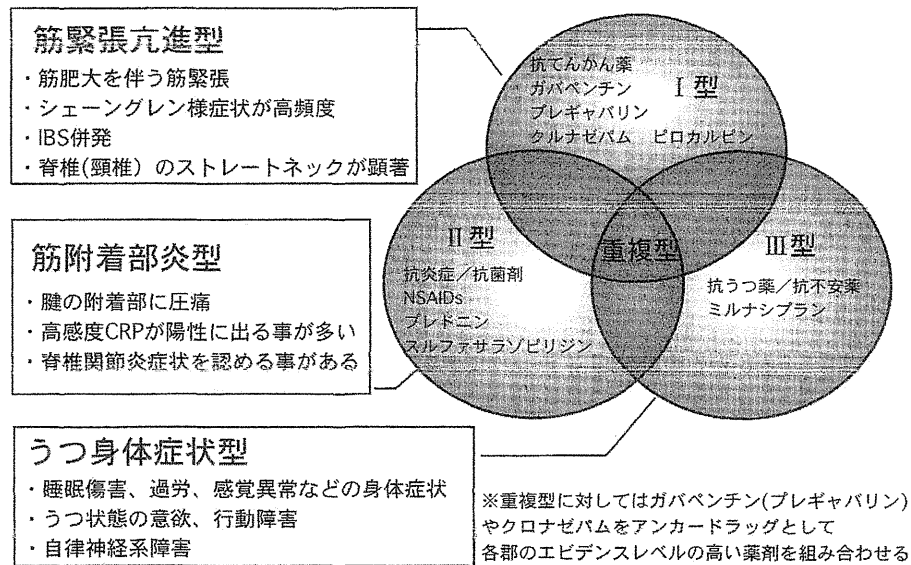 筋緊張亢進型
・筋肥大を伴う筋緊張
・シェーングレン様症状が高頻度
・IBS併発
・脊椎(頸椎）のストレートネックが顕著
筋附着部炎型
・腱の附着部に圧痛
・高感度CRPが陽性に出る事が多い
・脊椎関節炎症状を認める事がある
うつ身体症状型
・睡眠傷害、過労、感覚異常などの身体症状
・うつ状態の意欲、行動障害
・自律神経系障害
抗てんかん薬
ガバペンチン
プレギャバリン
クルナゼパム ピロカルピン
Ⅰ型
Ⅱ型
抗炎症／抗菌剤
NSAIDs
プレドニン
スルファサラゾピリジン
重複型
Ⅲ型
抗うつ薬／抗不安薬
ミルナシプラン
※重複型に対してはガバペンチン(プレギャバリン)
やクロナゼパムをアンカードラッグとして
各郡のエビデンスレベルの高い薬剤を組み合わせる